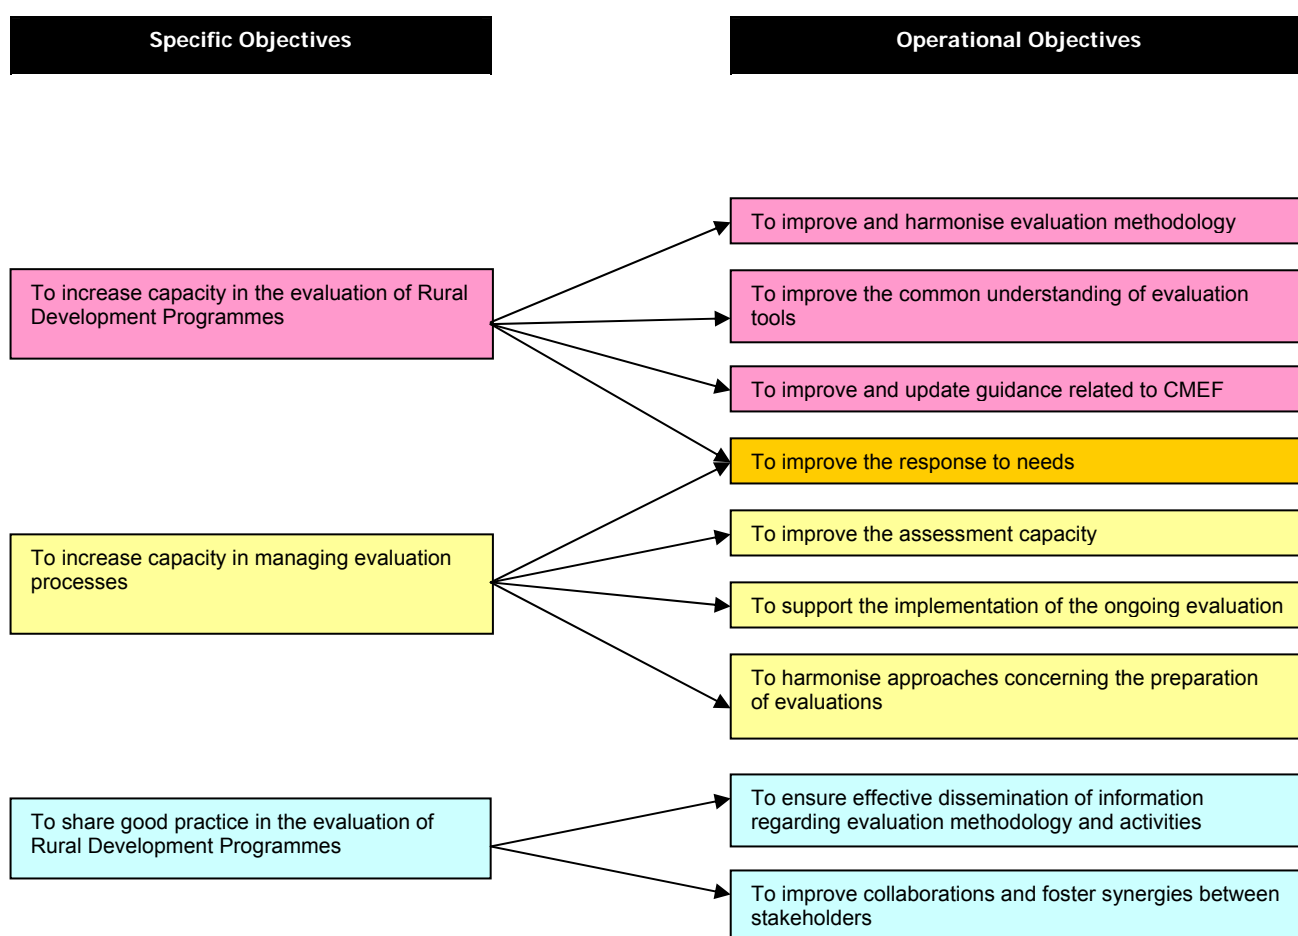 Specific Objectives
Operational Objectives
To improve and harmonise evaluation methodology
To increase capacity in the evaluation of Rural
Development Programmes
To improve the common understanding of evaluation
tools
To improve and update guidance related to CMEF
To improve the response to needs
To increase capacity in managing evaluation
processes
To improve the assessment capacity
To support the implementation of the ongoing evaluation
To harmonise approaches concerning the preparation
of evaluations
To share good practice in the evaluation of
Rural Development Programmes
To ensure effective dissemination of information
regarding evaluation methodology and activities
To improve collaborations and foster synergies between
stakeholders